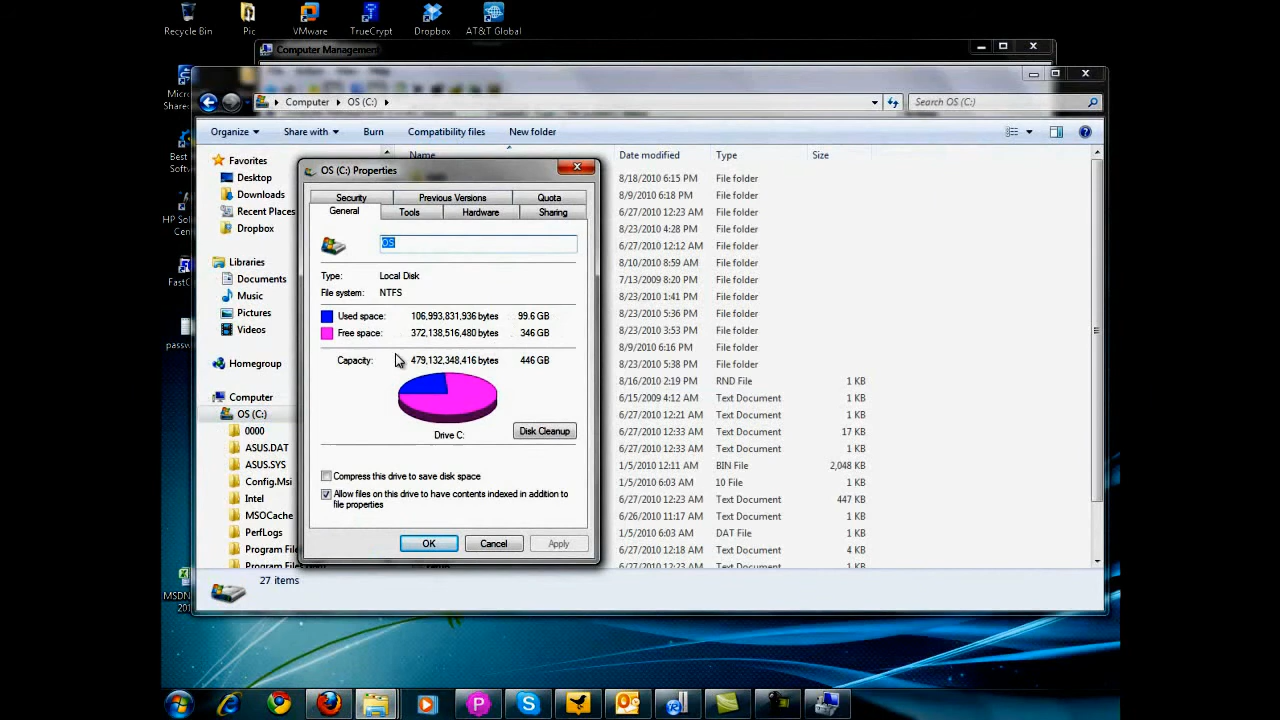 Recycle Bin Pic VMware TrueCrypt Dropbox AT&T Global
Computer Management
Computer OS (C:) Search OS (C:)
Organize Share with Burn Compatibility files New folder
Name Date modified Type Size
Favorites
Desktop
Downloads
Recent Places
Dropbox
Libraries
Documents
Music
Pictures
Videos
Homegroup
Computer
OS (C:)
0000
ASUS.DAT
ASUS.SYS
Config.Msi
Intel
MSOCache
PerfLogs
Program Files
OS (C:) Properties
Security Previous Versions Quota
General Tools Hardware Sharing
OS
Type: Local Disk
File system: NTFS
Used space: 106,993,831,936 bytes 99.6 GB
Free space: 372,138,516,480 bytes 346 GB
Capacity: 479,132,348,416 bytes 446 GB
Drive C: Disk Cleanup
Compress this drive to save disk space
Allow files on this drive to have contents indexed in addition to
file properties
OK Cancel Apply
8/18/2010 6:15 PM File folder
8/9/2010 6:18 PM File folder
6/27/2010 12:23 AM File folder
8/23/2010 4:28 PM File folder
6/27/2010 12:12 AM File folder
8/10/2010 8:59 AM File folder
7/13/2009 8:20 PM File folder
8/23/2010 1:41 PM File folder
8/23/2010 5:36 PM File folder
8/23/2010 3:53 PM File folder
8/9/2010 6:16 PM File folder
8/23/2010 5:38 PM File folder
8/16/2010 2:19 PM RND File 1 KB
6/15/2009 4:12 AM Text Document 1 KB
6/27/2010 12:21 AM Text Document 1 KB
6/27/2010 12:33 AM Text Document 17 KB
6/27/2010 12:33 AM Text Document 1 KB
1/5/2010 12:11 AM BIN File 2,048 KB
1/5/2010 6:03 AM 10 File 1 KB
6/27/2010 12:23 AM Text Document 447 KB
6/26/2010 11:17 AM Text Document 1 KB
1/5/2010 6:03 AM DAT File 1 KB
6/27/2010 12:18 AM Text Document 4 KB
6/27/2010 12:23 AM Text Document 1 KB
27 items